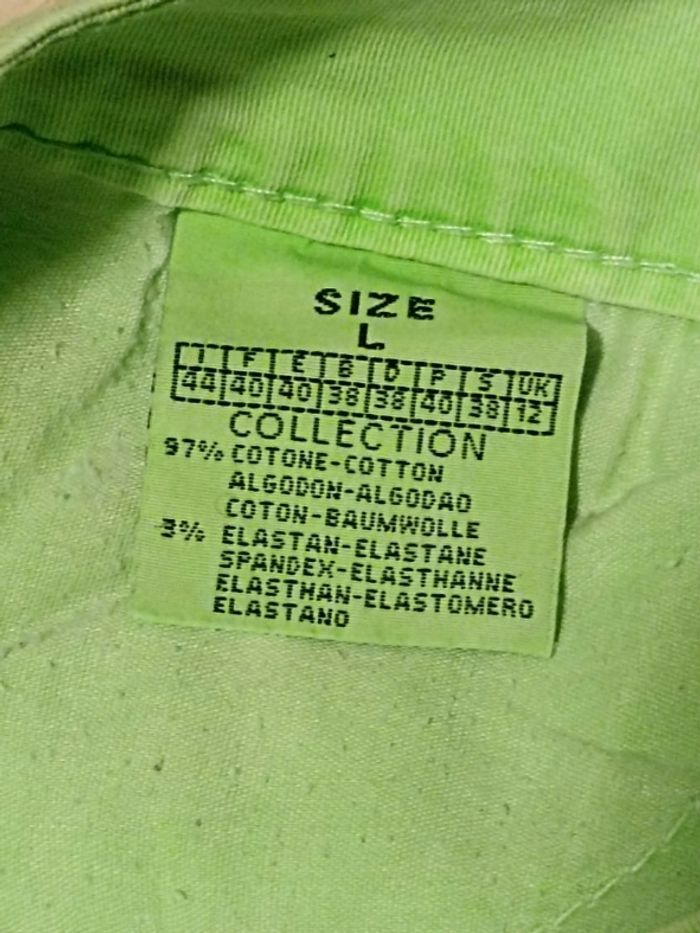 SIZE
L
I F E B D P S UK
44 40 40 38 38 40 38 12
COLLECTION
97% COTONE-COTTON
ALGODON-ALGODAO
COTON-BAUMWOLLE
3% ELASTAN-ELASTANE
SPANDEX-ELASTHANNE
ELASTHAN-ELASTOMERO
ELASTANO